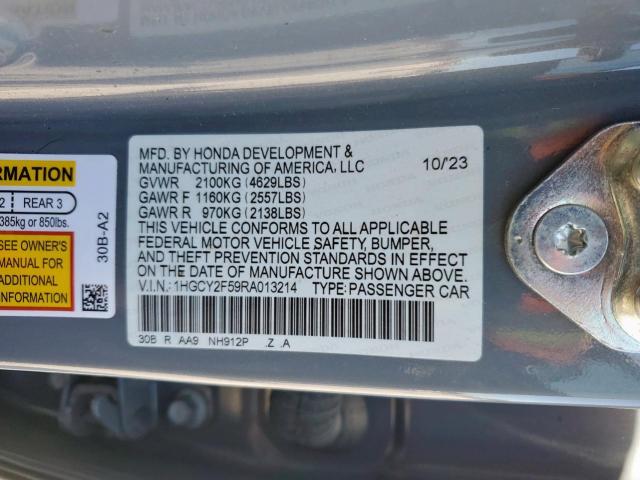 RMATION
2 REAR 3
385kg or 850lbs.
SEE OWNER'S
MANUAL FOR
ADDITIONAL
INFORMATION
30B-A2
MFD. BY HONDA DEVELOPMENT & 10/23
MANUFACTURING OF AMERICA, LLC
GVWR 2100KG (4629LBS)
GAWR F 1160KG (2557LBS)
GAWR R 970KG (2138LBS)
THIS VEHICLE CONFORMS TO ALL APPLICABLE
FEDERAL MOTOR VEHICLE SAFETY, BUMPER,
AND THEFT PREVENTION STANDARDS IN EFFECT
ON THE DATE OF MANUFACTURE SHOWN ABOVE.
V.I.N.: 1HGCY2F59RA013214 TYPE: PASSENGER CAR
30B R AA9 NH912P .Z .A